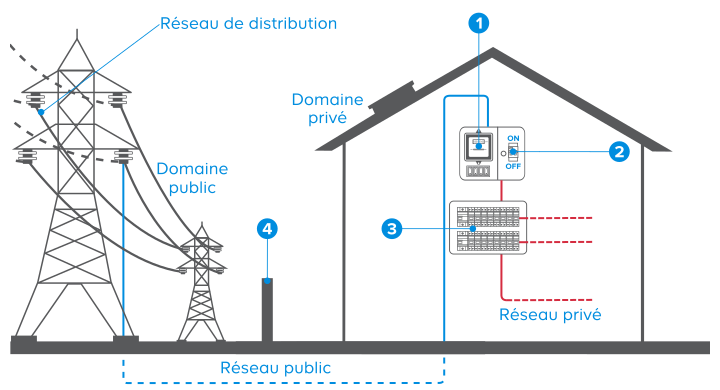 Réseau de distribution
1
Domaine
privé
ON
2
OFF
Domaine
public
4
3
Réseau privé
Réseau public